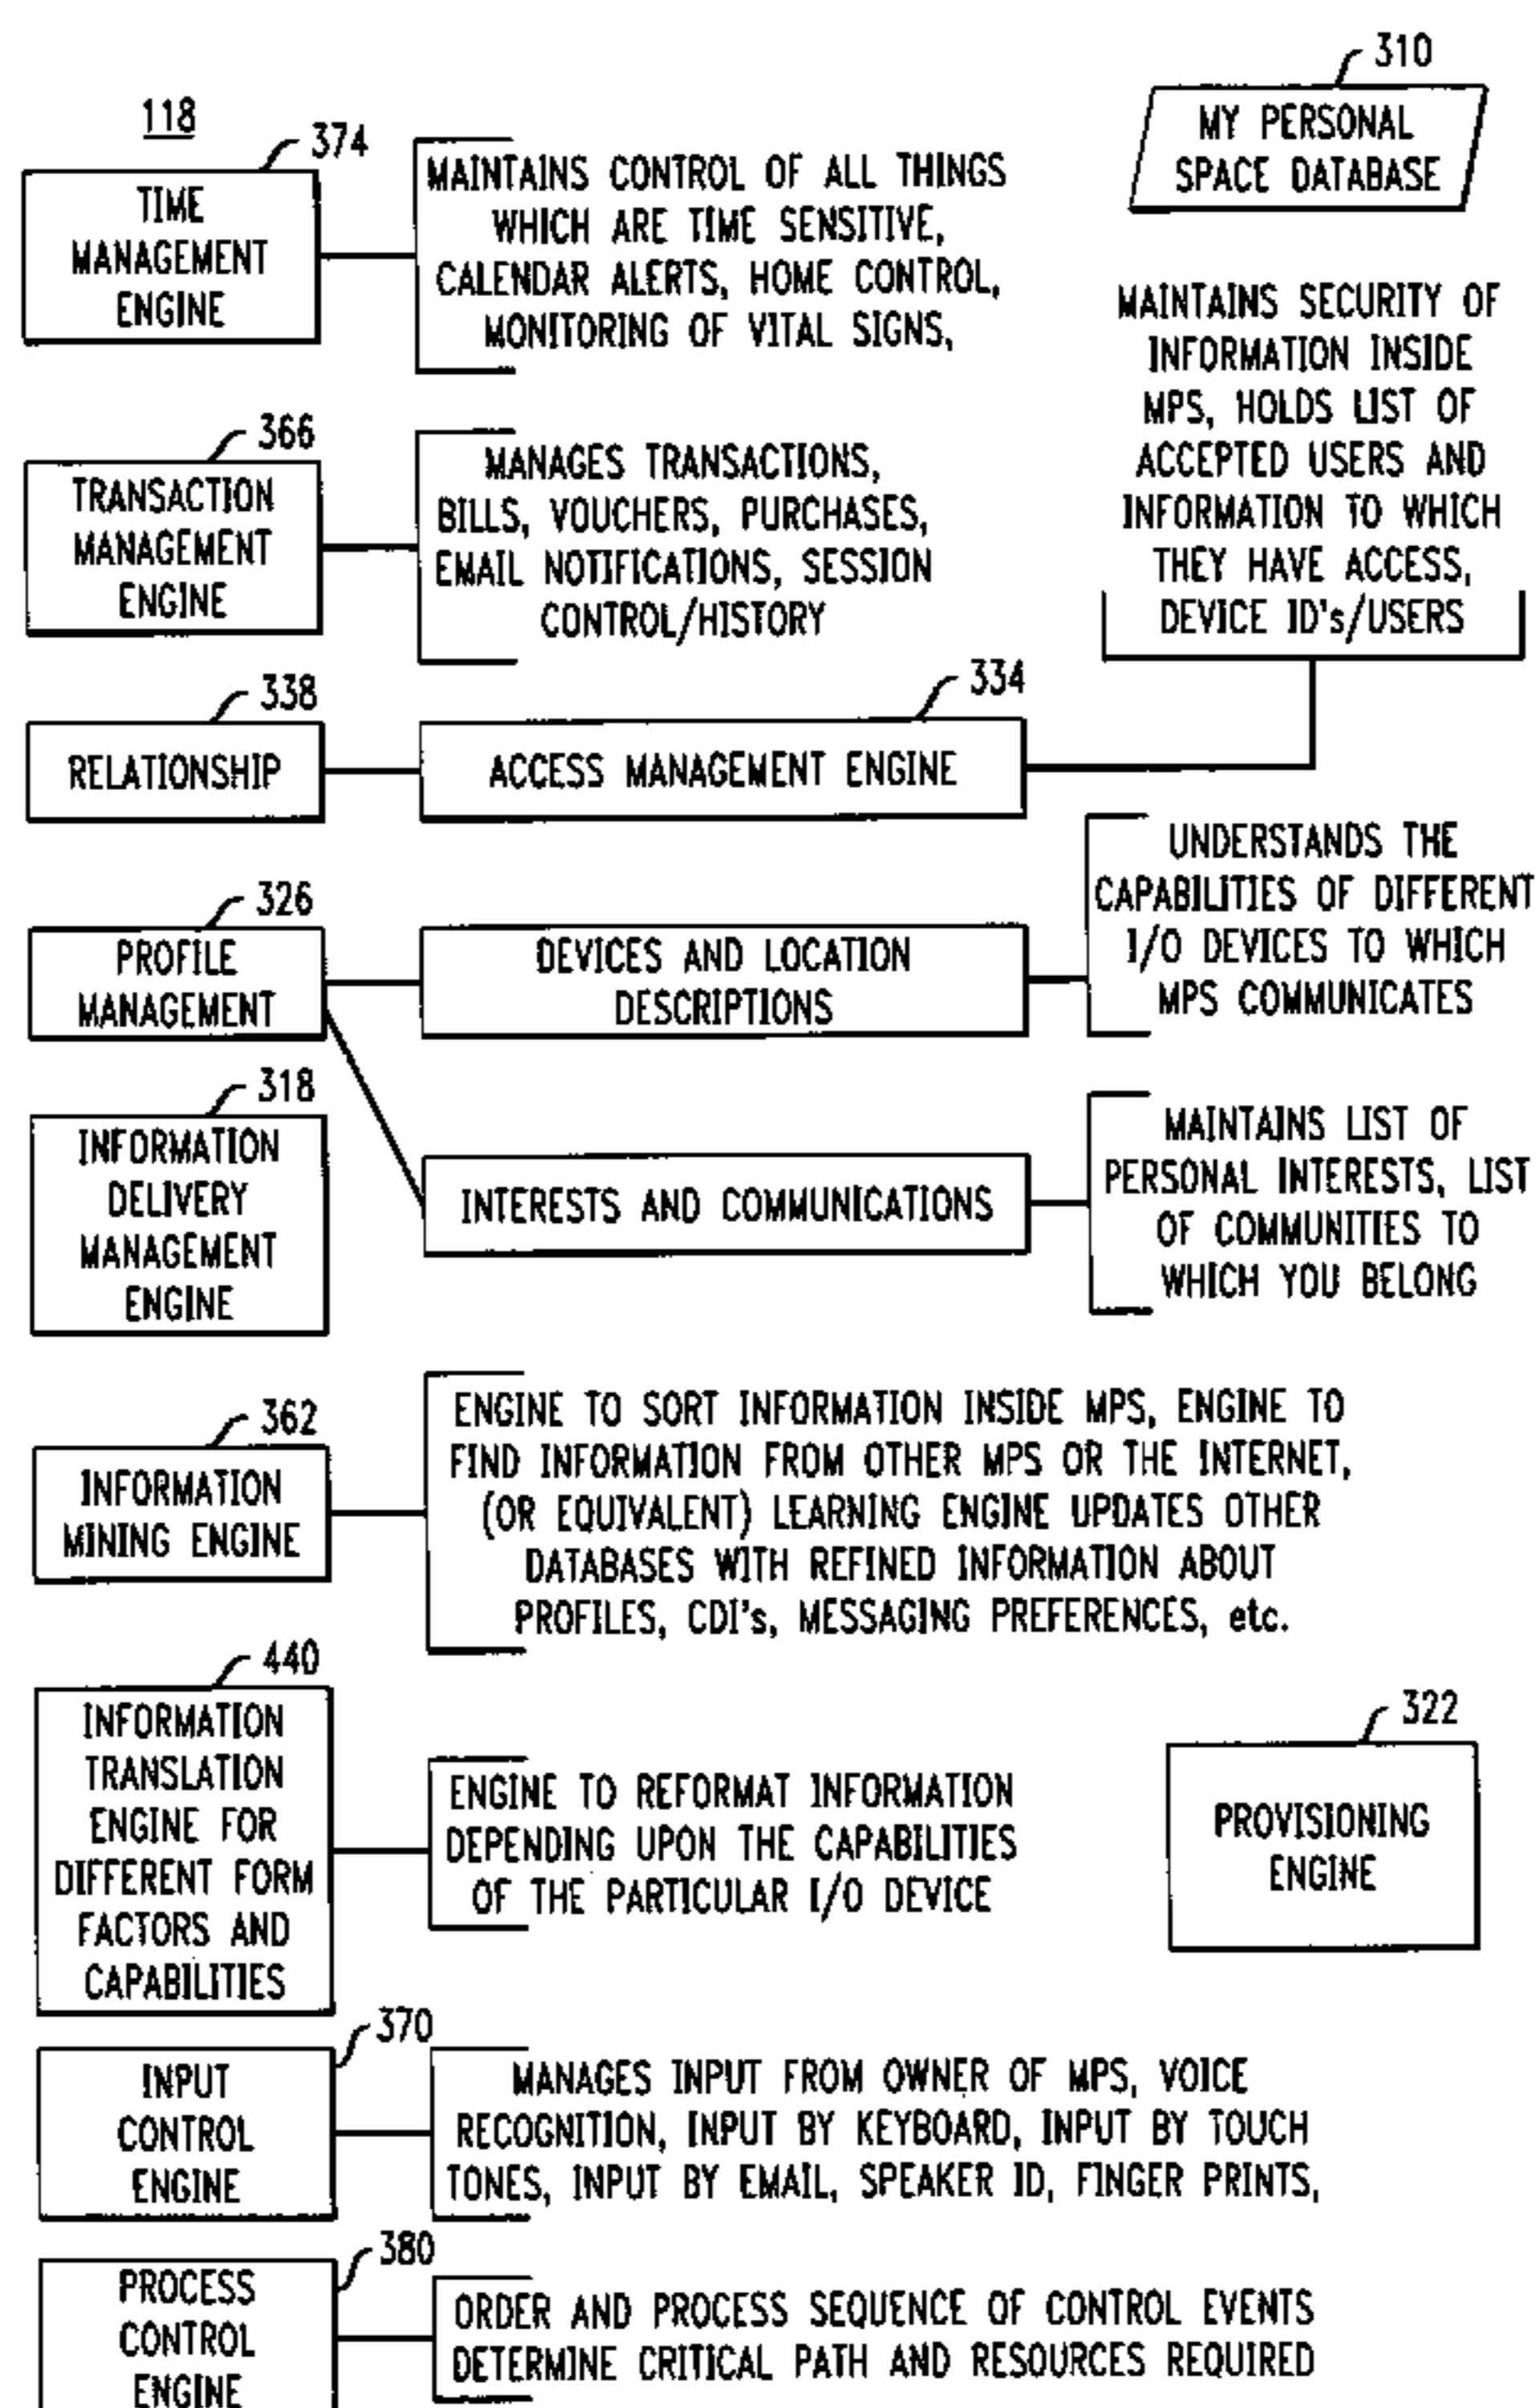 310
MY PERSONAL
SPACE DATABASE
118
374
TIME
MANAGEMENT
ENGINE
MAINTAINS CONTROL OF ALL THINGS
WHICH ARE TIME SENSITIVE,
CALENDAR ALERTS, HOME CONTROL,
MONITORING OF VITAL SIGNS,
MAINTAINS SECURITY OF
INFORMATION INSIDE
MPS, HOLDS LIST OF
ACCEPTED USERS AND
INFORMATION TO WHICH
THEY HAVE ACCESS,
DEVICE ID's/USERS
366
TRANSACTION
MANAGEMENT
ENGINE
MANAGES TRANSACTIONS,
BILLS, VOUCHERS, PURCHASES,
EMAIL NOTIFICATIONS, SESSION
CONTROL/HISTORY
338
RELATIONSHIP
334
ACCESS MANAGEMENT ENGINE
326
PROFILE
MANAGEMENT
DEVICES AND LOCATION
DESCRIPTIONS
UNDERSTANDS THE
CAPABILITIES OF DIFFERENT
I/O DEVICES TO WHICH
MPS COMMUNICATES
318
INFORMATION
DELIVERY
MANAGEMENT
ENGINE
INTERESTS AND COMMUNICATIONS
MAINTAINS LIST OF
PERSONAL INTERESTS, LIST
OF COMMUNITIES TO
WHICH YOU BELONG
362
INFORMATION
MINING ENGINE
ENGINE TO SORT INFORMATION INSIDE MPS, ENGINE TO
FIND INFORMATION FROM OTHER MPS OR THE INTERNET,
(OR EQUIVALENT) LEARNING ENGINE UPDATES OTHER
DATABASES WITH REFINED INFORMATION ABOUT
PROFILES, CDI's, MESSAGING PREFERENCES, etc.
440
INFORMATION
TRANSLATION
ENGINE FOR
DIFFERENT FORM
FACTORS AND
CAPABILITIES
ENGINE TO REFORMAT INFORMATION
DEPENDING UPON THE CAPABILITIES
OF THE PARTICULAR I/O DEVICE
322
PROVISIONING
ENGINE
370
INPUT
CONTROL
ENGINE
MANAGES INPUT FROM OWNER OF MPS, VOICE
RECOGNITION, INPUT BY KEYBOARD, INPUT BY TOUCH
TONES, INPUT BY EMAIL, SPEAKER ID, FINGER PRINTS,
380
PROCESS
CONTROL
ENGINE
ORDER AND PROCESS SEQUENCE OF CONTROL EVENTS
DETERMINE CRITICAL PATH AND RESOURCES REQUIRED